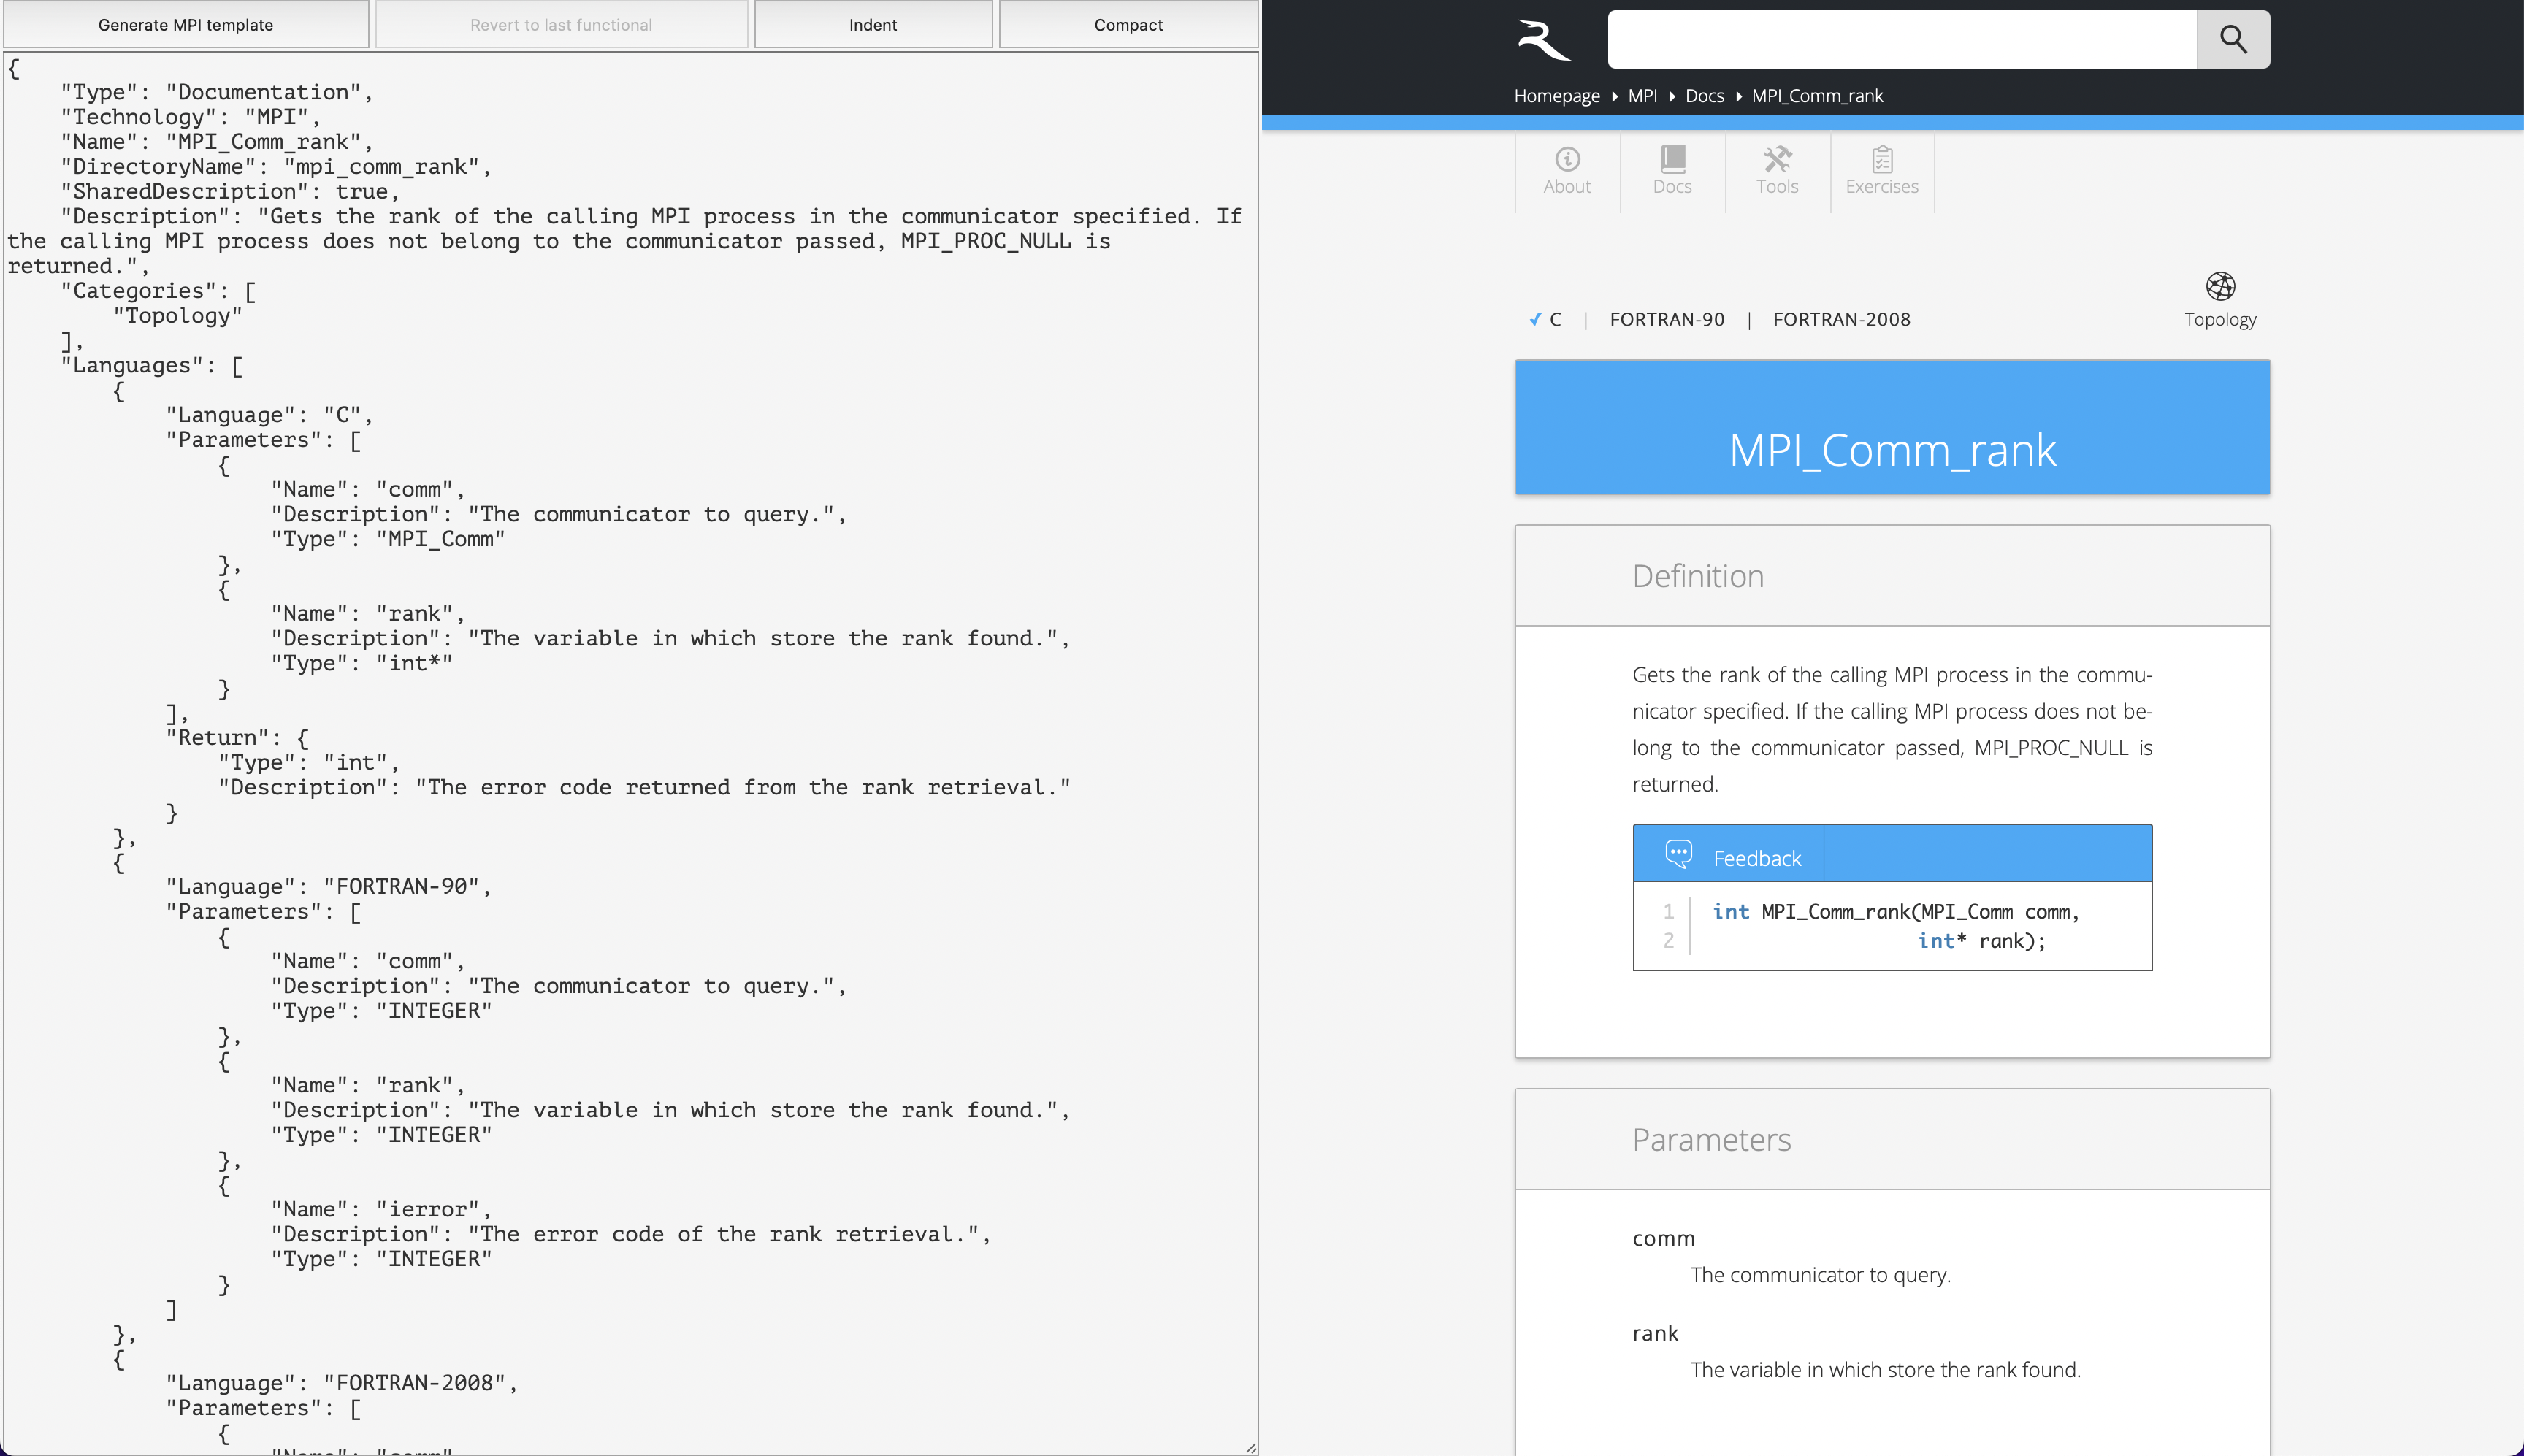 Generate MPI template
Revert to last functional
Indent
Compact
{
"Type": "Documentation",
"Technology": "MPI",
"Name": "MPI_Comm_rank",
"DirectoryName": "mpi_comm_rank",
"SharedDescription": true,
"Description": "Gets the rank of the calling MPI process in the communicator specified. If
the calling MPI process does not belong to the communicator passed, MPI_PROC_NULL is
returned.",
"Categories": [
"Topology"
],
"Languages": [
{
"Language": "C",
"Parameters": [
{
"Name": "comm",
"Description": "The communicator to query.",
"Type": "MPI_Comm"
},
{
"Name": "rank",
"Description": "The variable in which store the rank found.",
"Type": "int*"
}
],
"Return": {
"Type": "int",
"Description": "The error code returned from the rank retrieval."
}
},
{
"Language": "FORTRAN-90",
"Parameters": [
{
"Name": "comm",
"Description": "The communicator to query.",
"Type": "INTEGER"
},
{
"Name": "rank",
"Description": "The variable in which store the rank found.",
"Type": "INTEGER"
},
{
"Name": "ierror",
"Description": "The error code of the rank retrieval.",
"Type": "INTEGER"
}
]
},
{
"Language": "FORTRAN-2008",
"Parameters": [
{
Homepage MPI Docs MPI_Comm_rank
About
Docs
Tools
Exercises
C | FORTRAN-90 | FORTRAN-2008
Topology
MPI_Comm_rank
Definition
Gets the rank of the calling MPI process in the commu-
nicator specified. If the calling MPI process does not be-
long to the communicator passed, MPI_PROC_NULL is
returned.
Feedback
1 int MPI_Comm_rank(MPI_Comm comm,
2 int* rank);
Parameters
comm
The communicator to query.
rank
The variable in which store the rank found.